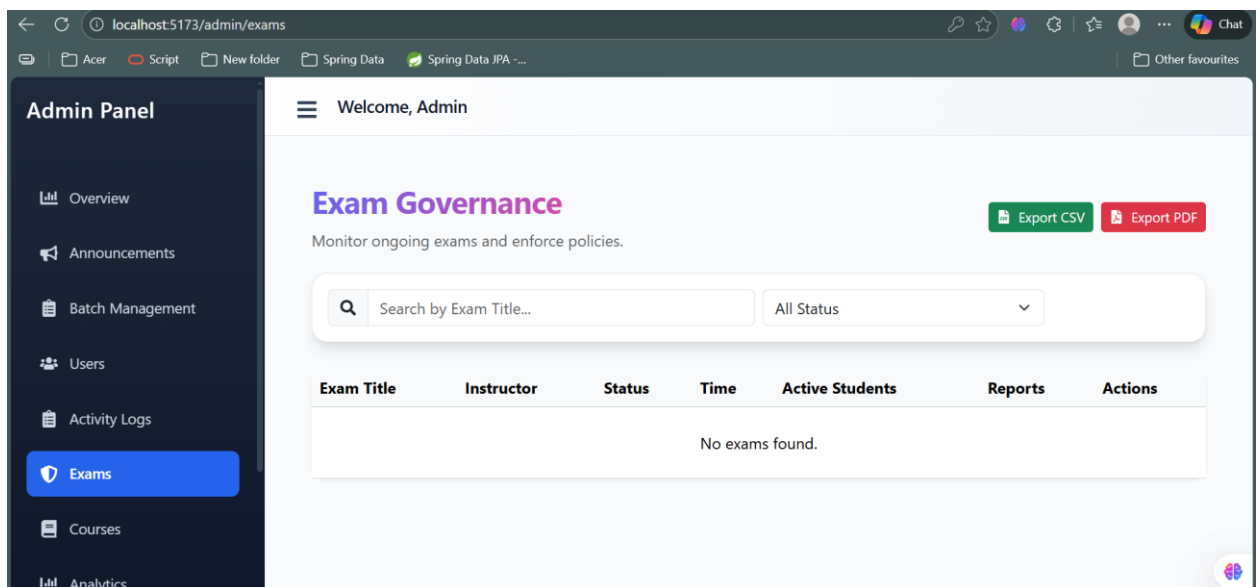 localhost:5173/admin/exams
Chat
Acer
Script
New folder
Spring Data
Spring Data JPA -...
Other favourites
Admin Panel
Welcome, Admin
Overview
Announcements
Batch Management
Users
Activity Logs
Exams
Courses
Analytics
Exam Governance
Monitor ongoing exams and enforce policies.
Export CSV
Export PDF
Search by Exam Title...
All Status
Exam Title Instructor Status Time Active Students Reports Actions
No exams found.